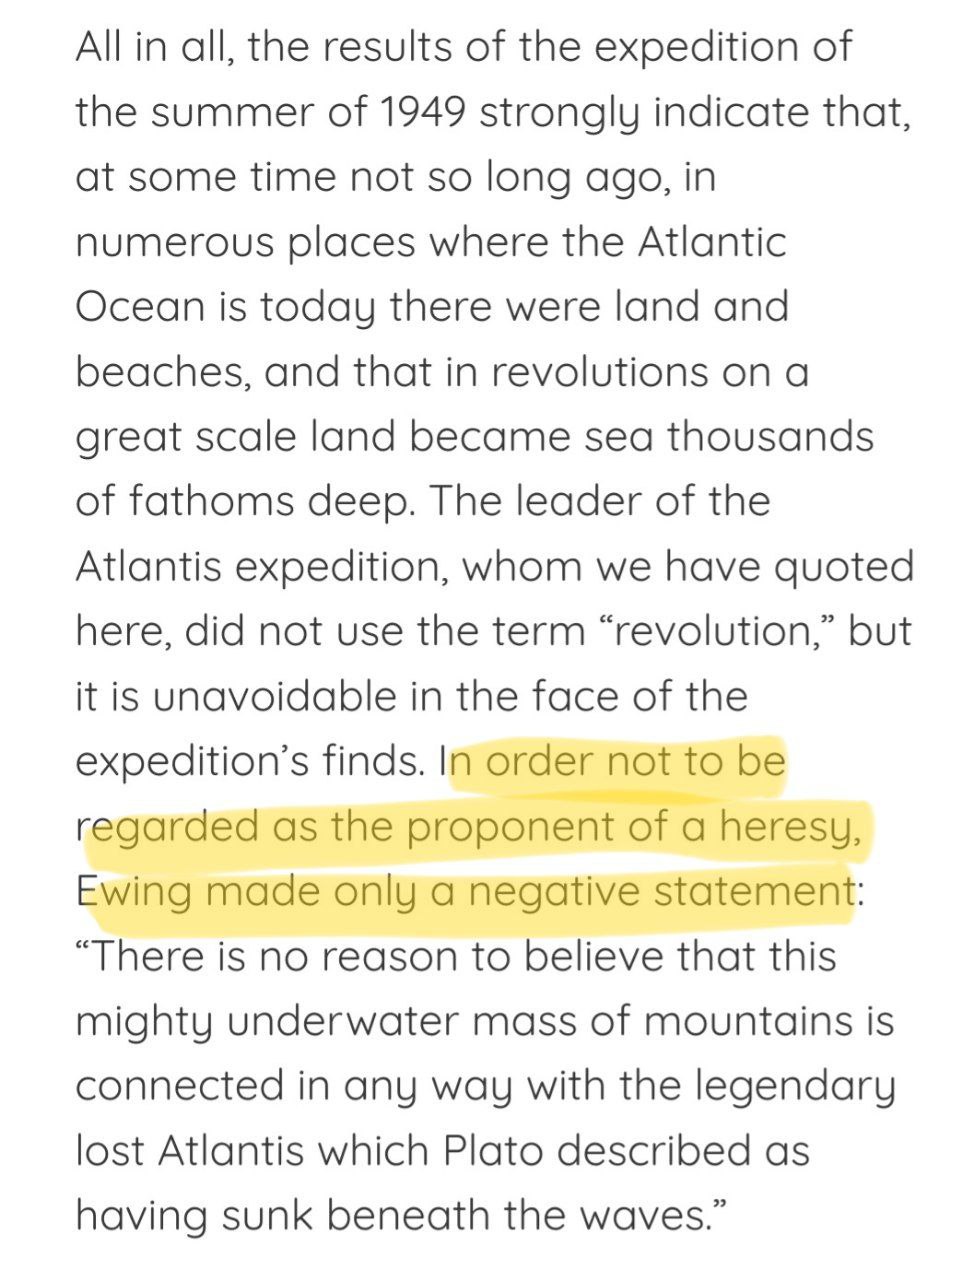 All in all, the results of the expedition of
the summer of 1949 strongly indicate that,
at some time not so long ago, in
numerous places where the Atlantic
Ocean is today there were land and
beaches, and that in revolutions on a
great scale land became sea thousands
of fathoms deep. The leader of the
Atlantis expedition, whom we have quoted
here, did not use the term “revolution,” but
it is unavoidable in the face of the
expedition’s finds. In order not to be
regarded as the proponent of a heresy,
Ewing made only a negative statement:
“There is no reason to believe that this
mighty underwater mass of mountains is
connected in any way with the legendary
lost Atlantis which Plato described as
having sunk beneath the waves.”